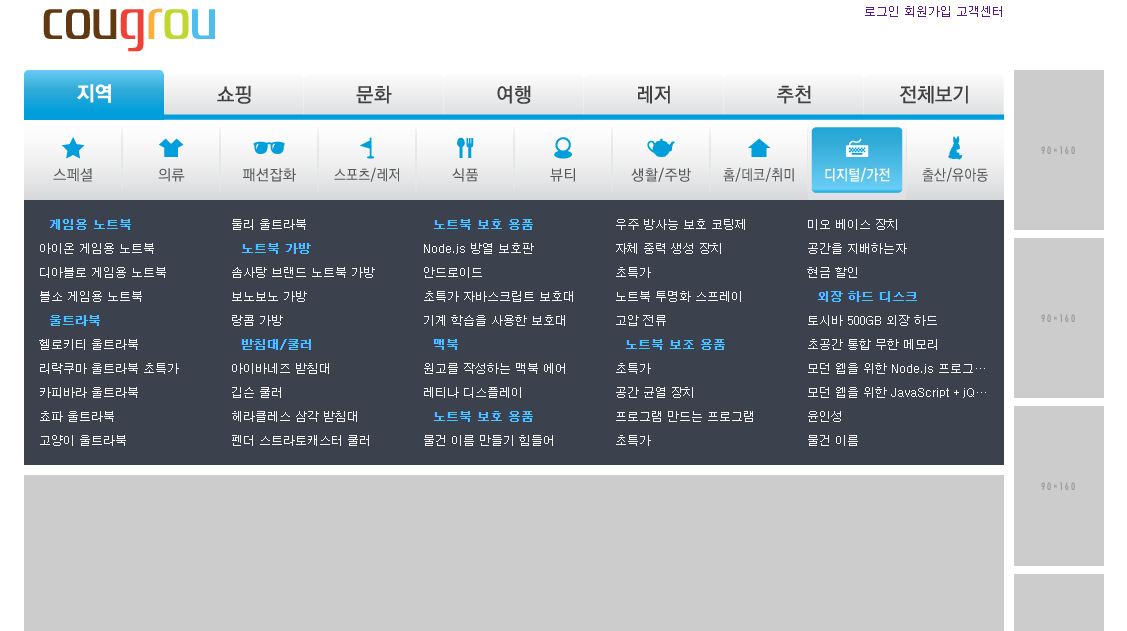 cougrou
로그인 회원가입 고객센터
지역 쇼핑 문화 여행 레저 추천 전체보기
스페셜 의류 패션잡화 스포츠/레저 식품 뷰티 생활/주방 홈/데코/취미 디지털/가전 출산/유아동
게임용 노트북
아이온 게임용 노트북
디아블로 게임용 노트북
블소 게임용 노트북
울트라북
헬로키티 울트라북
리락쿠마 울트라북 초특가
카피바라 울트라북
쵸파 울트라북
고양이 울트라북
둘리 울트라북
노트북 가방
솜사탕 브랜드 노트북 가방
보노보노 가방
랑콤 가방
받침대/쿨러
아이바네즈 받침대
깁슨 쿨러
헤라클레스 삼각 받침대
펜더 스트라토캐스터 쿨러
노트북 보호 용품
Node.js 방열 보호판
안드로이드
초특가 자바스크립트 보호대
기계 학습을 사용한 보호대
맥북
원고를 작성하는 맥북 에어
레티나 디스플레이
노트북 보호 용품
물건 이름 만들기 힘들어
우주 방사능 보호 코팅제
자체 중력 생성 장치
초특가
노트북 투명화 스프레이
고압 전류
노트북 보조 용품
초특가
공간 균열 장치
프로그램 만드는 프로그램
초특가
미오 베이스 장치
공간을 지배하는자
현금 할인
외장 하드 디스크
토시바 500GB 외장 하드
초공간 통합 무한 메모리
모던 웹을 위한 Node.js 프로그…
모던 웹을 위한 JavaScript + jQ…
윤인성
물건 이름
90×160
90×160
90×160